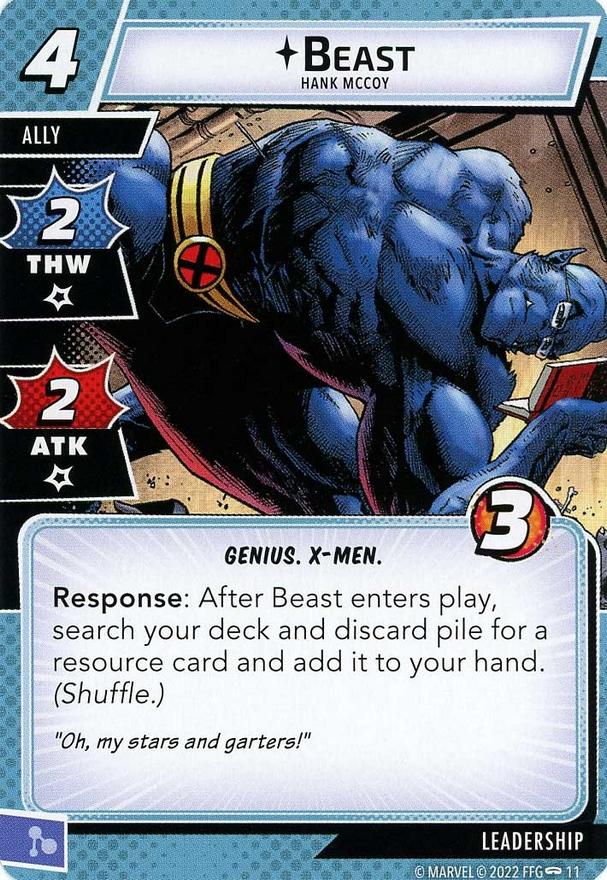 4
BEAST
HANK MCCOY
ALLY
2
THW
2
ATK
3
GENIUS. X-MEN.
Response: After Beast enters play,
search your deck and discard pile for a
resource card and add it to your hand.
(Shuffle.)
"Oh, my stars and garters!"
LEADERSHIP
© MARVEL © 2022 FFG 11